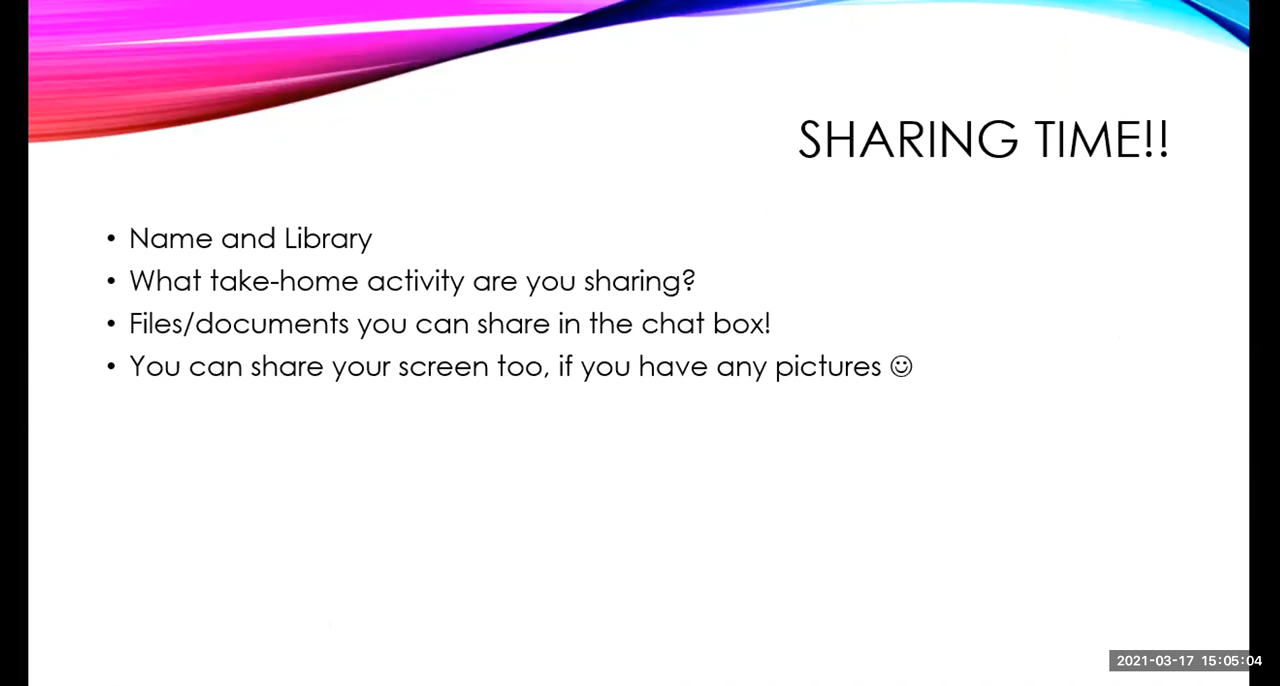 SHARING TIME!!
• Name and Library
• What take-home activity are you sharing?
• Files/documents you can share in the chat box!
• You can share your screen too, if you have any pictures ☺
2021-03-17 15:05:04